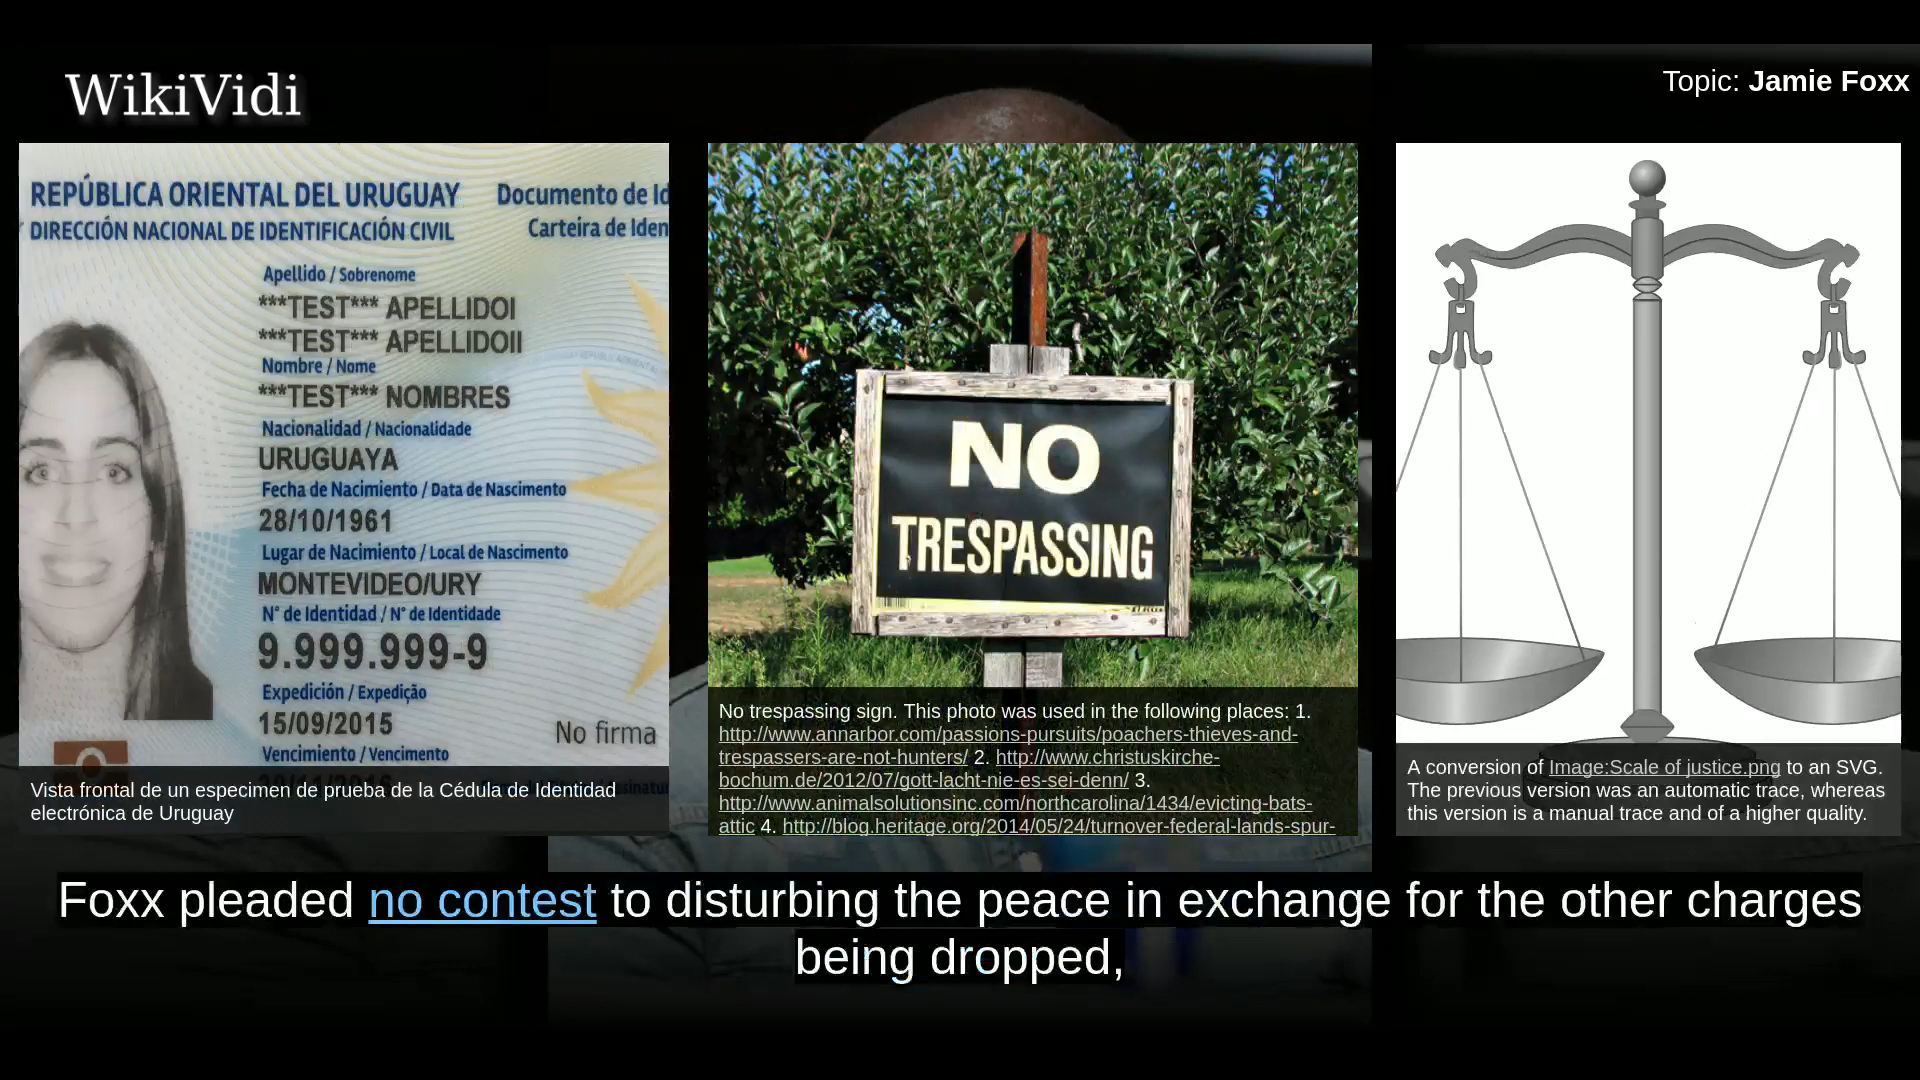 WikiVidi
Topic: Jamie Foxx
REPÚBLICA ORIENTAL DEL URUGUAY
DIRECCIÓN NACIONAL DE IDENTIFICACIÓN CIVIL
Documento de Id
Carteira de Iden
Apellido / Sobrenome
***TEST*** APELLIDOI
***TEST*** APELLIDOII
Nombre / Nome
***TEST*** NOMBRES
Nacionalidad / Nacionalidade
URUGUAYA
Fecha de Nacimiento / Data de Nascimento
28/10/1961
Lugar de Nacimiento / Local de Nascimento
MONTEVIDEO/URY
N° de Identidad / N° de Identidade
9.999.999-9
Expedición / Expedição
15/09/2015
No firma
Vencimiento / Vencimento
Vista frontal de un especimen de prueba de la Cédula de Identidad
electrónica de Uruguay
NO
TRESPASSING
No trespassing sign. This photo was used in the following places: 1.
http://www.annarbor.com/passions-pursuits/poachers-thieves-and-
trespassers-are-not-hunters/ 2. http://www.christuskirche-
bochum.de/2012/07/gott-lacht-nie-es-sei-denn/ 3.
http://www.animalsolutionsinc.com/northcarolina/1434/evicting-bats-
attic 4. http://blog.heritage.org/2014/05/24/turnover-federal-lands-spur-
A conversion of Image:Scale of justice.png to an SVG.
The previous version was an automatic trace, whereas
this version is a manual trace and of a higher quality.
Foxx pleaded no contest to disturbing the peace in exchange for the other charges
being dropped,